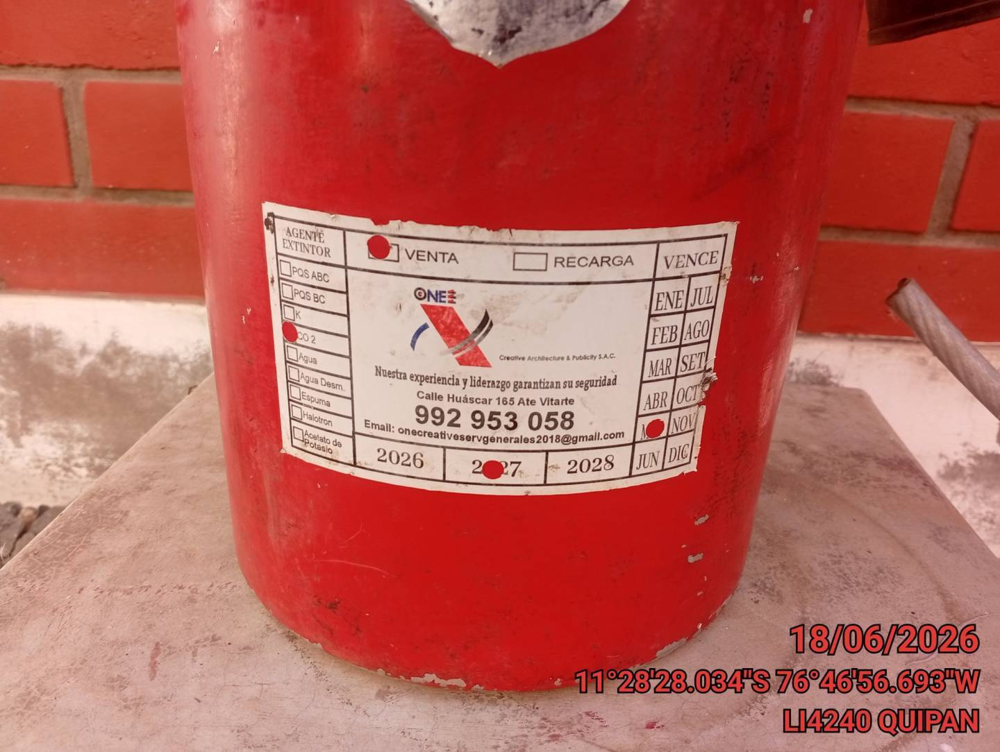 AGENTE
EXTINTOR
VENTA
RECARGA
VENCE
PQS ABC
PQS BC
K
CO 2
Agua
Agua Desm.
Espuma
Halotron
Acetato de
Potasio
ONE
Creative Architecture & Publicity S.A.C.
Nuestra experiencia y liderazgo garantizan su seguridad
Calle Huáscar 165 Ate Vitarte
992 953 058
Email: onecreativeservgenerales2018@gmail.com
ENE JUL
FEB AGO
MAR SET
ABR OCT
M NOV
JUN DIC
2026 2 27 2028
18/06/2026
11°28'28.034"S 76°46'56.693"W
LI4240 QUIPAN